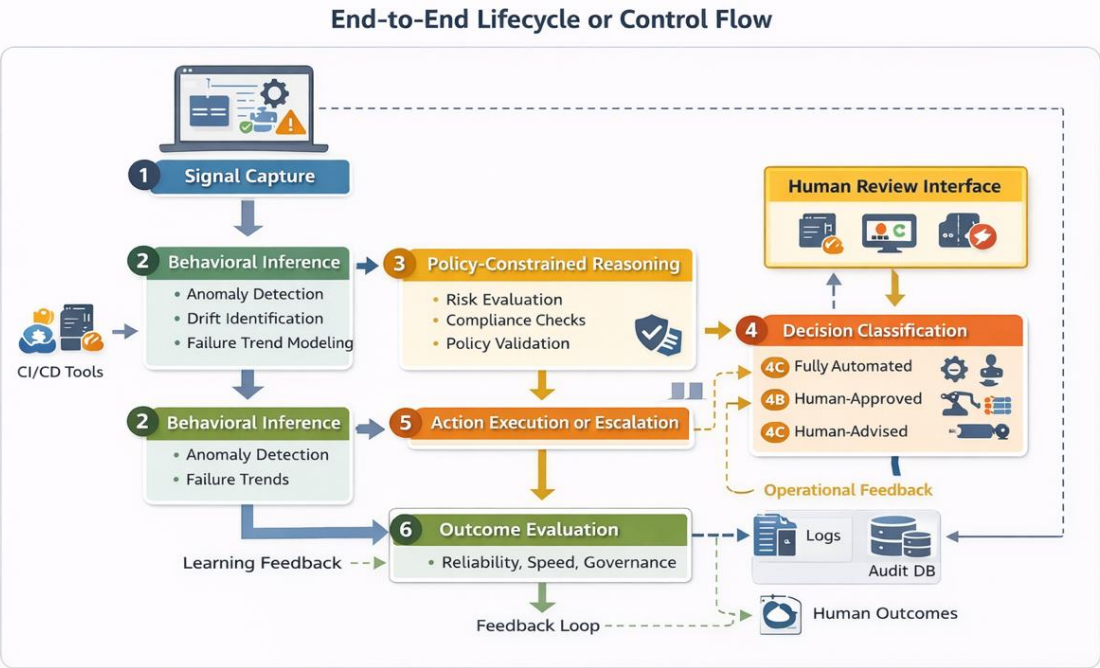 End-to-End Lifecycle or Control Flow
1 Signal Capture
Human Review Interface
2 Behavioral Inference
• Anomaly Detection
• Drift Identification
• Failure Trend Modeling
3 Policy-Constrained Reasoning
• Risk Evaluation
• Compliance Checks
• Policy Validation
CI/CD Tools
4 Decision Classification
4C Fully Automated
4B Human-Approved
4C Human-Advised
2 Behavioral Inference
• Anomaly Detection
• Failure Trends
5 Action Execution or Escalation
Operational Feedback
6 Outcome Evaluation
• Reliability, Speed, Governance
Learning Feedback
Logs
Audit DB
Feedback Loop
Human Outcomes